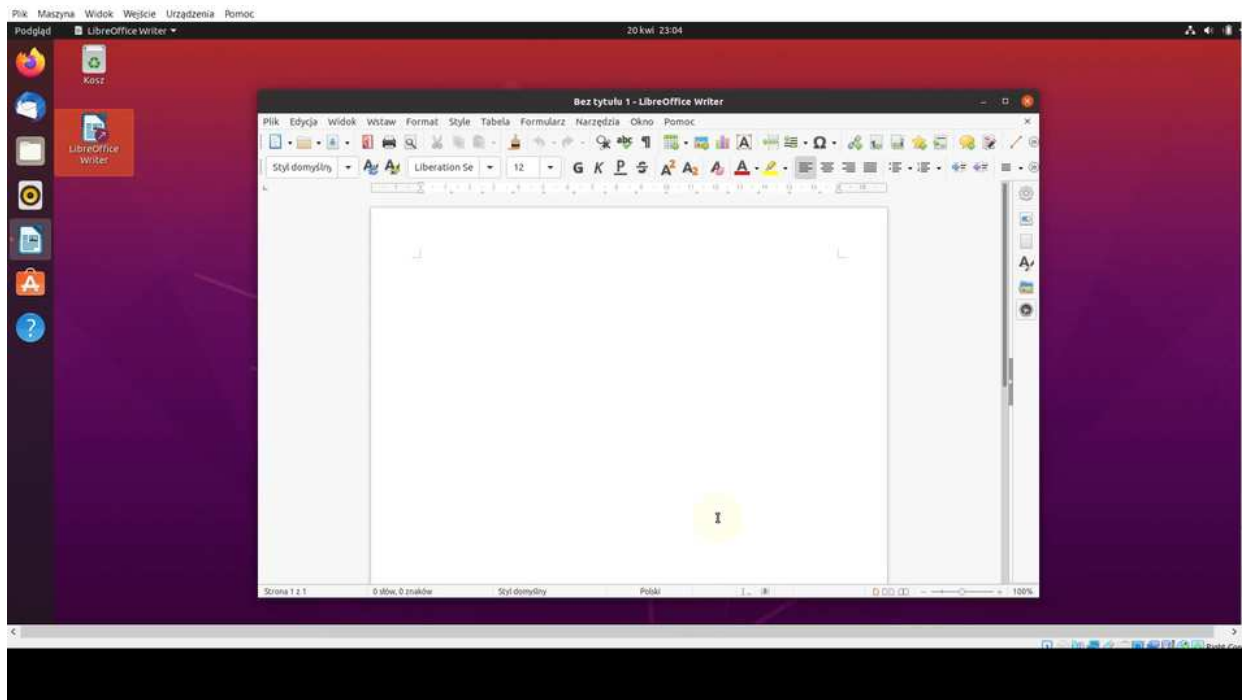 Plik Maszyna Widok Wejście Urządzenia Pomoc
Podgląd LibreOffice Writer 20 kwi 23:04
Kosz
LibreOffice
Writer
Bez tytułu 1 - LibreOffice Writer
Plik Edycja Widok Wstaw Format Style Tabela Formularz Narzędzia Okno Pomoc
Styl domyślny Liberation Se 12 G K P S
Strona 1 z 1 0 słów, 0 znaków Styl domyślny Polski 100%